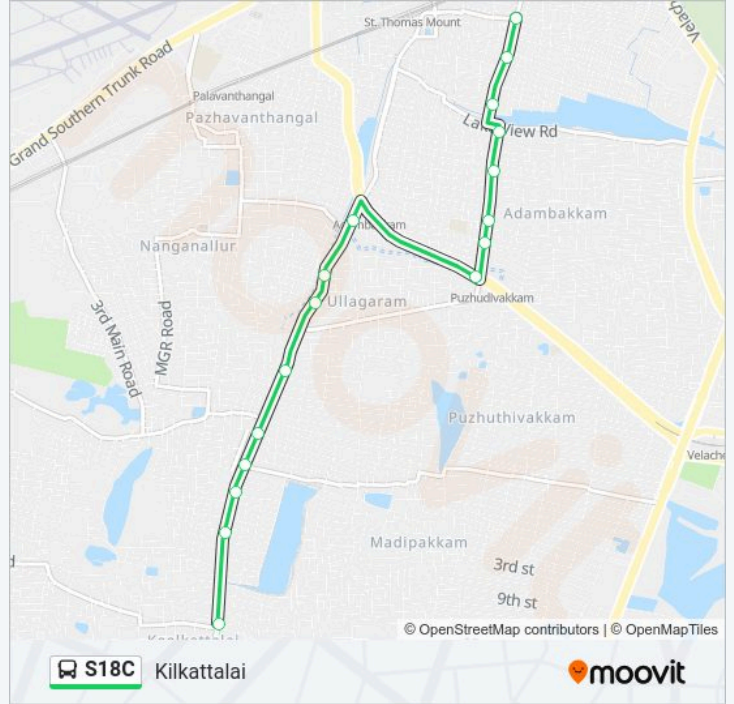 St. Thomas Mount
Velach
Grand Southern Trunk Road
Palavanthangal
Pazhavanthangal
Lake View Rd
Adambakkam
Adambakkam
Nanganallur
Puzhudivakkam
Ullagaram
3rd Main Road
MGR Road
Puzhuthivakkam
Velache
Madipakkam
3rd st
9th st
d
© OpenStreetMap contributors | © OpenMapTiles
S18C Kilkattalai
moovit